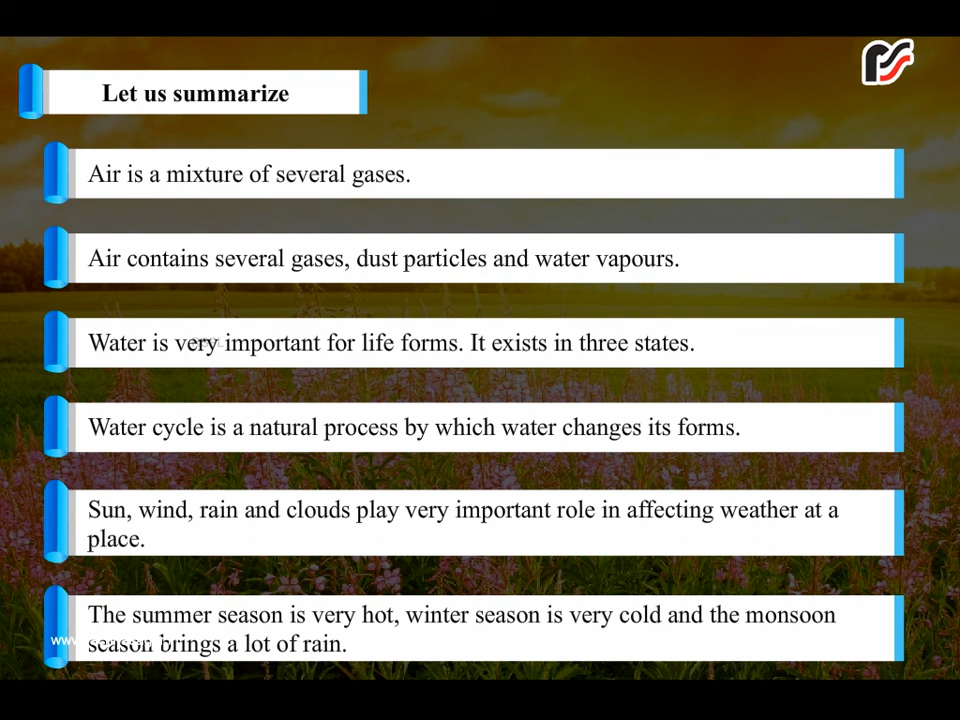 Let us summarize
Air is a mixture of several gases.
Air contains several gases, dust particles and water vapours.
Water is very important for life forms. It exists in three states.
Water cycle is a natural process by which water changes its forms.
Sun, wind, rain and clouds play very important role in affecting weather at a
place.
The summer season is very hot, winter season is very cold and the monsoon
season brings a lot of rain.